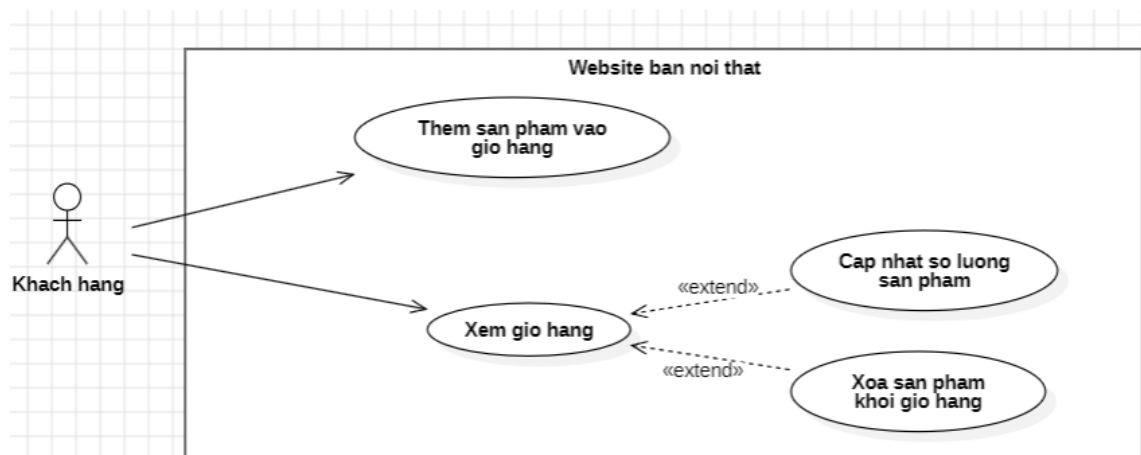 Website ban noi that
Them san pham vao
gio hang
Khach hang
Cap nhat so luong
san pham
«extend»
Xem gio hang
«extend»
Xoa san pham
khoi gio hang